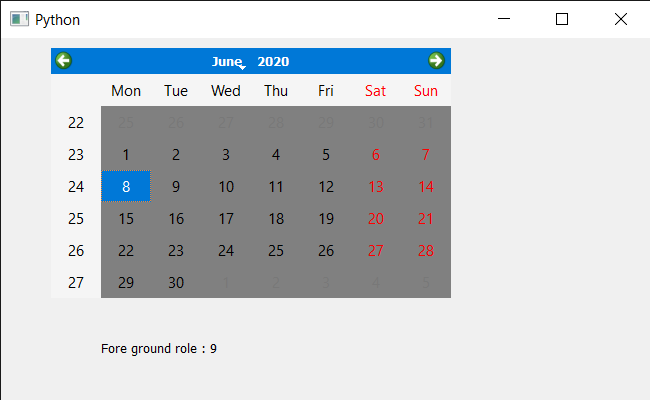 Python
June 2020
Mon Tue Wed Thu Fri Sat Sun
22 25 26 27 28 29 30 31
23 1 2 3 4 5 6 7
24 8 9 10 11 12 13 14
25 15 16 17 18 19 20 21
26 22 23 24 25 26 27 28
27 29 30 1 2 3 4 5
Fore ground role : 9